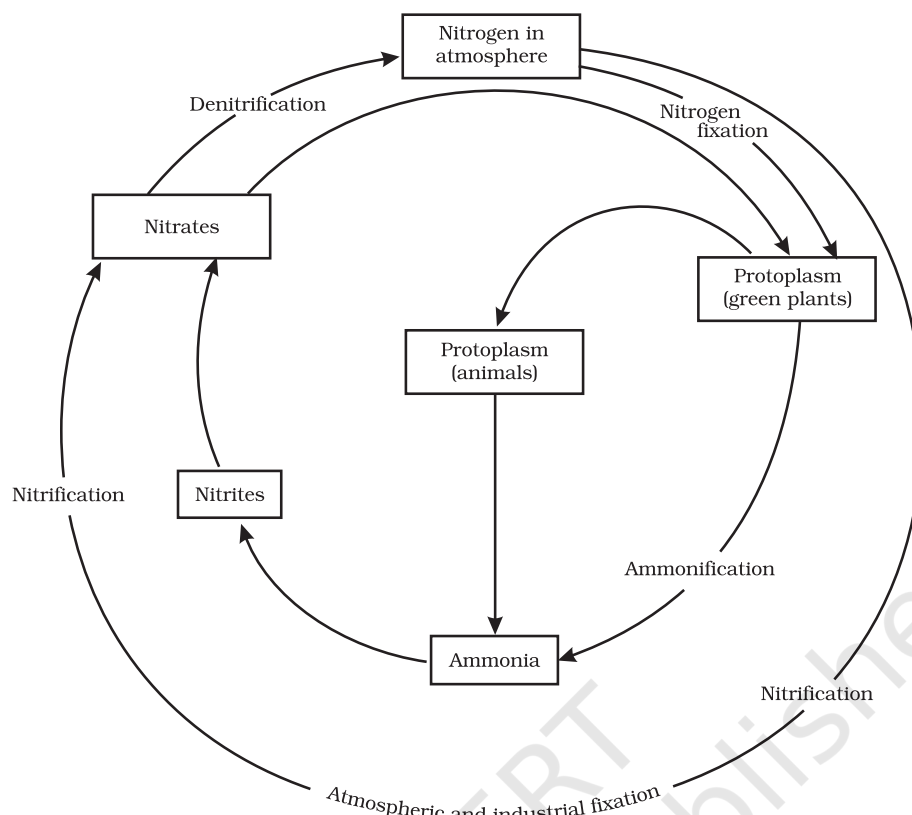 Nitrogen in
atmosphere
Denitrification
Nitrogen
fixation
Nitrates
Protoplasm
(green plants)
Protoplasm
(animals)
Nitrification
Nitrites
Ammonification
Ammonia
Nitrification
Atmospheric and industrial fixation